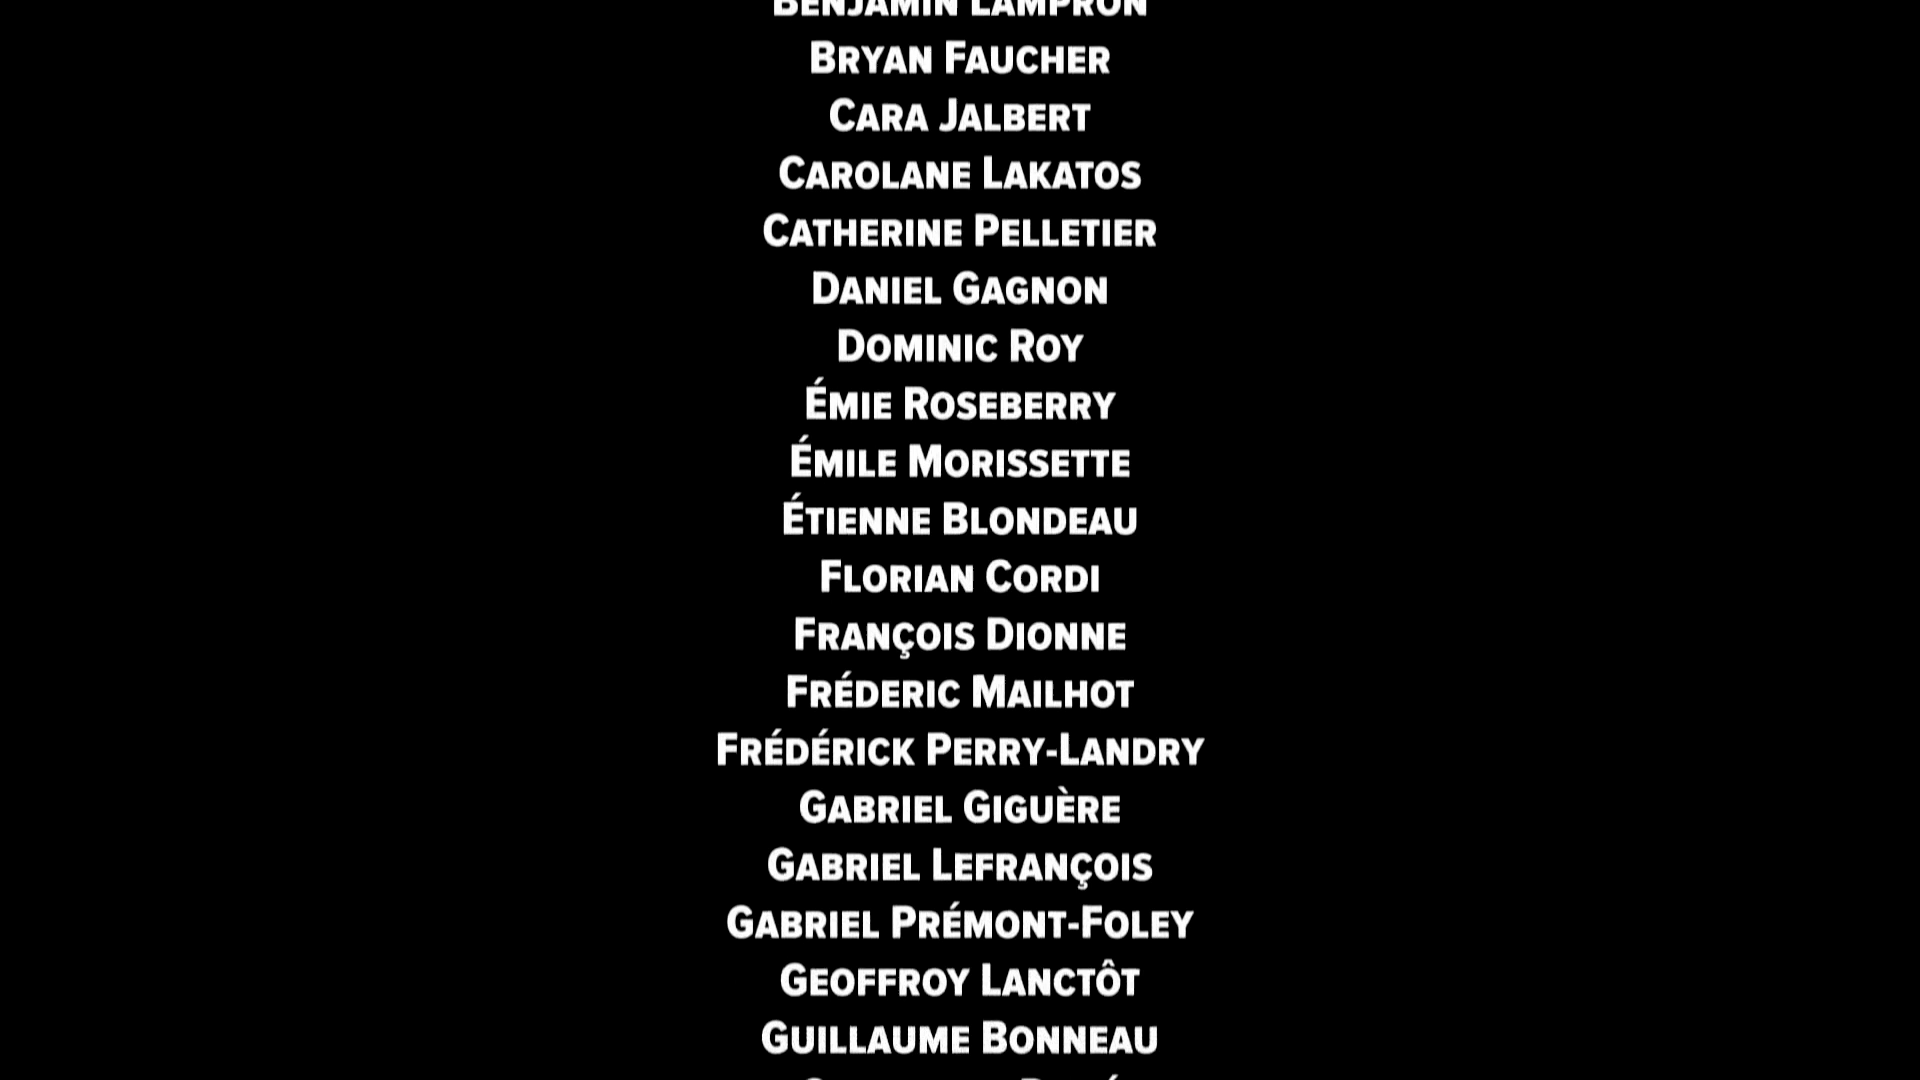 BENJAMIN LAMPRON
BRYAN FAUCHER
CARA JALBERT
CAROLANE LAKATOS
CATHERINE PELLETIER
DANIEL GAGNON
DOMINIC ROY
ÉMIE ROSEBERRY
ÉMILE MORISSETTE
ÉTIENNE BLONDEAU
FLORIAN CORDI
FRANÇOIS DIONNE
FRÉDERIC MAILHOT
FRÉDÉRICK PERRY-LANDRY
GABRIEL GIGUÈRE
GABRIEL LEFRANÇOIS
GABRIEL PRÉMONT-FOLEY
GEOFFROY LANCTÔT
GUILLAUME BONNEAU